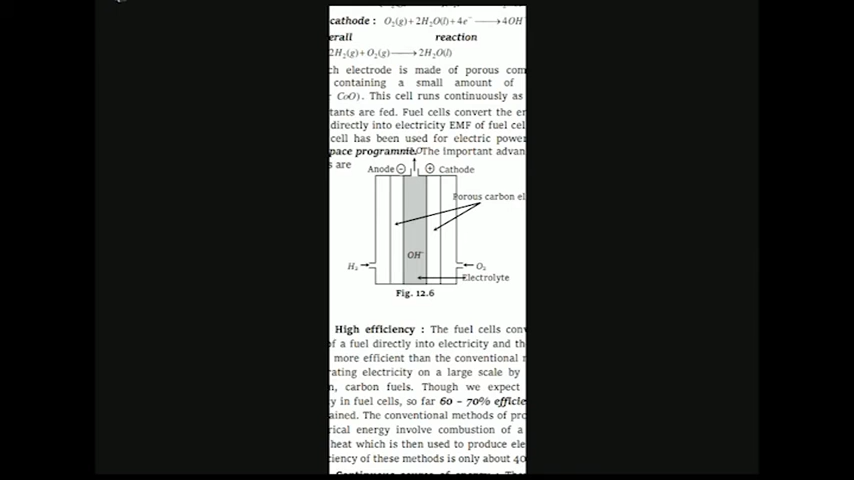 cathode : O₂(g)+2H₂O(l)+4e⁻ ⟶ 4OH
erall reaction
2H₂(g)+O₂(g) ⟶ 2H₂O(l)
ch electrode is made of porous com
containing a small amount of
CoO). This cell runs continuously as
tants are fed. Fuel cells convert the en
directly into electricity EMF of fuel cel
cell has been used for electric power
pace programme. The important advan
s are
Anode ⊖ ⊕ Cathode
Porous carbon el
OH⁻
H₂ O₂
Electrolyte
Fig. 12.6
High efficiency : The fuel cells conv
of a fuel directly into electricity and th
more efficient than the conventional
rating electricity on a large scale by
n, carbon fuels. Though we expect
y in fuel cells, so far 60 – 70% efficie
ained. The conventional methods of pro
rical energy involve combustion of a
heat which is then used to produce ele
iency of these methods is only about 40